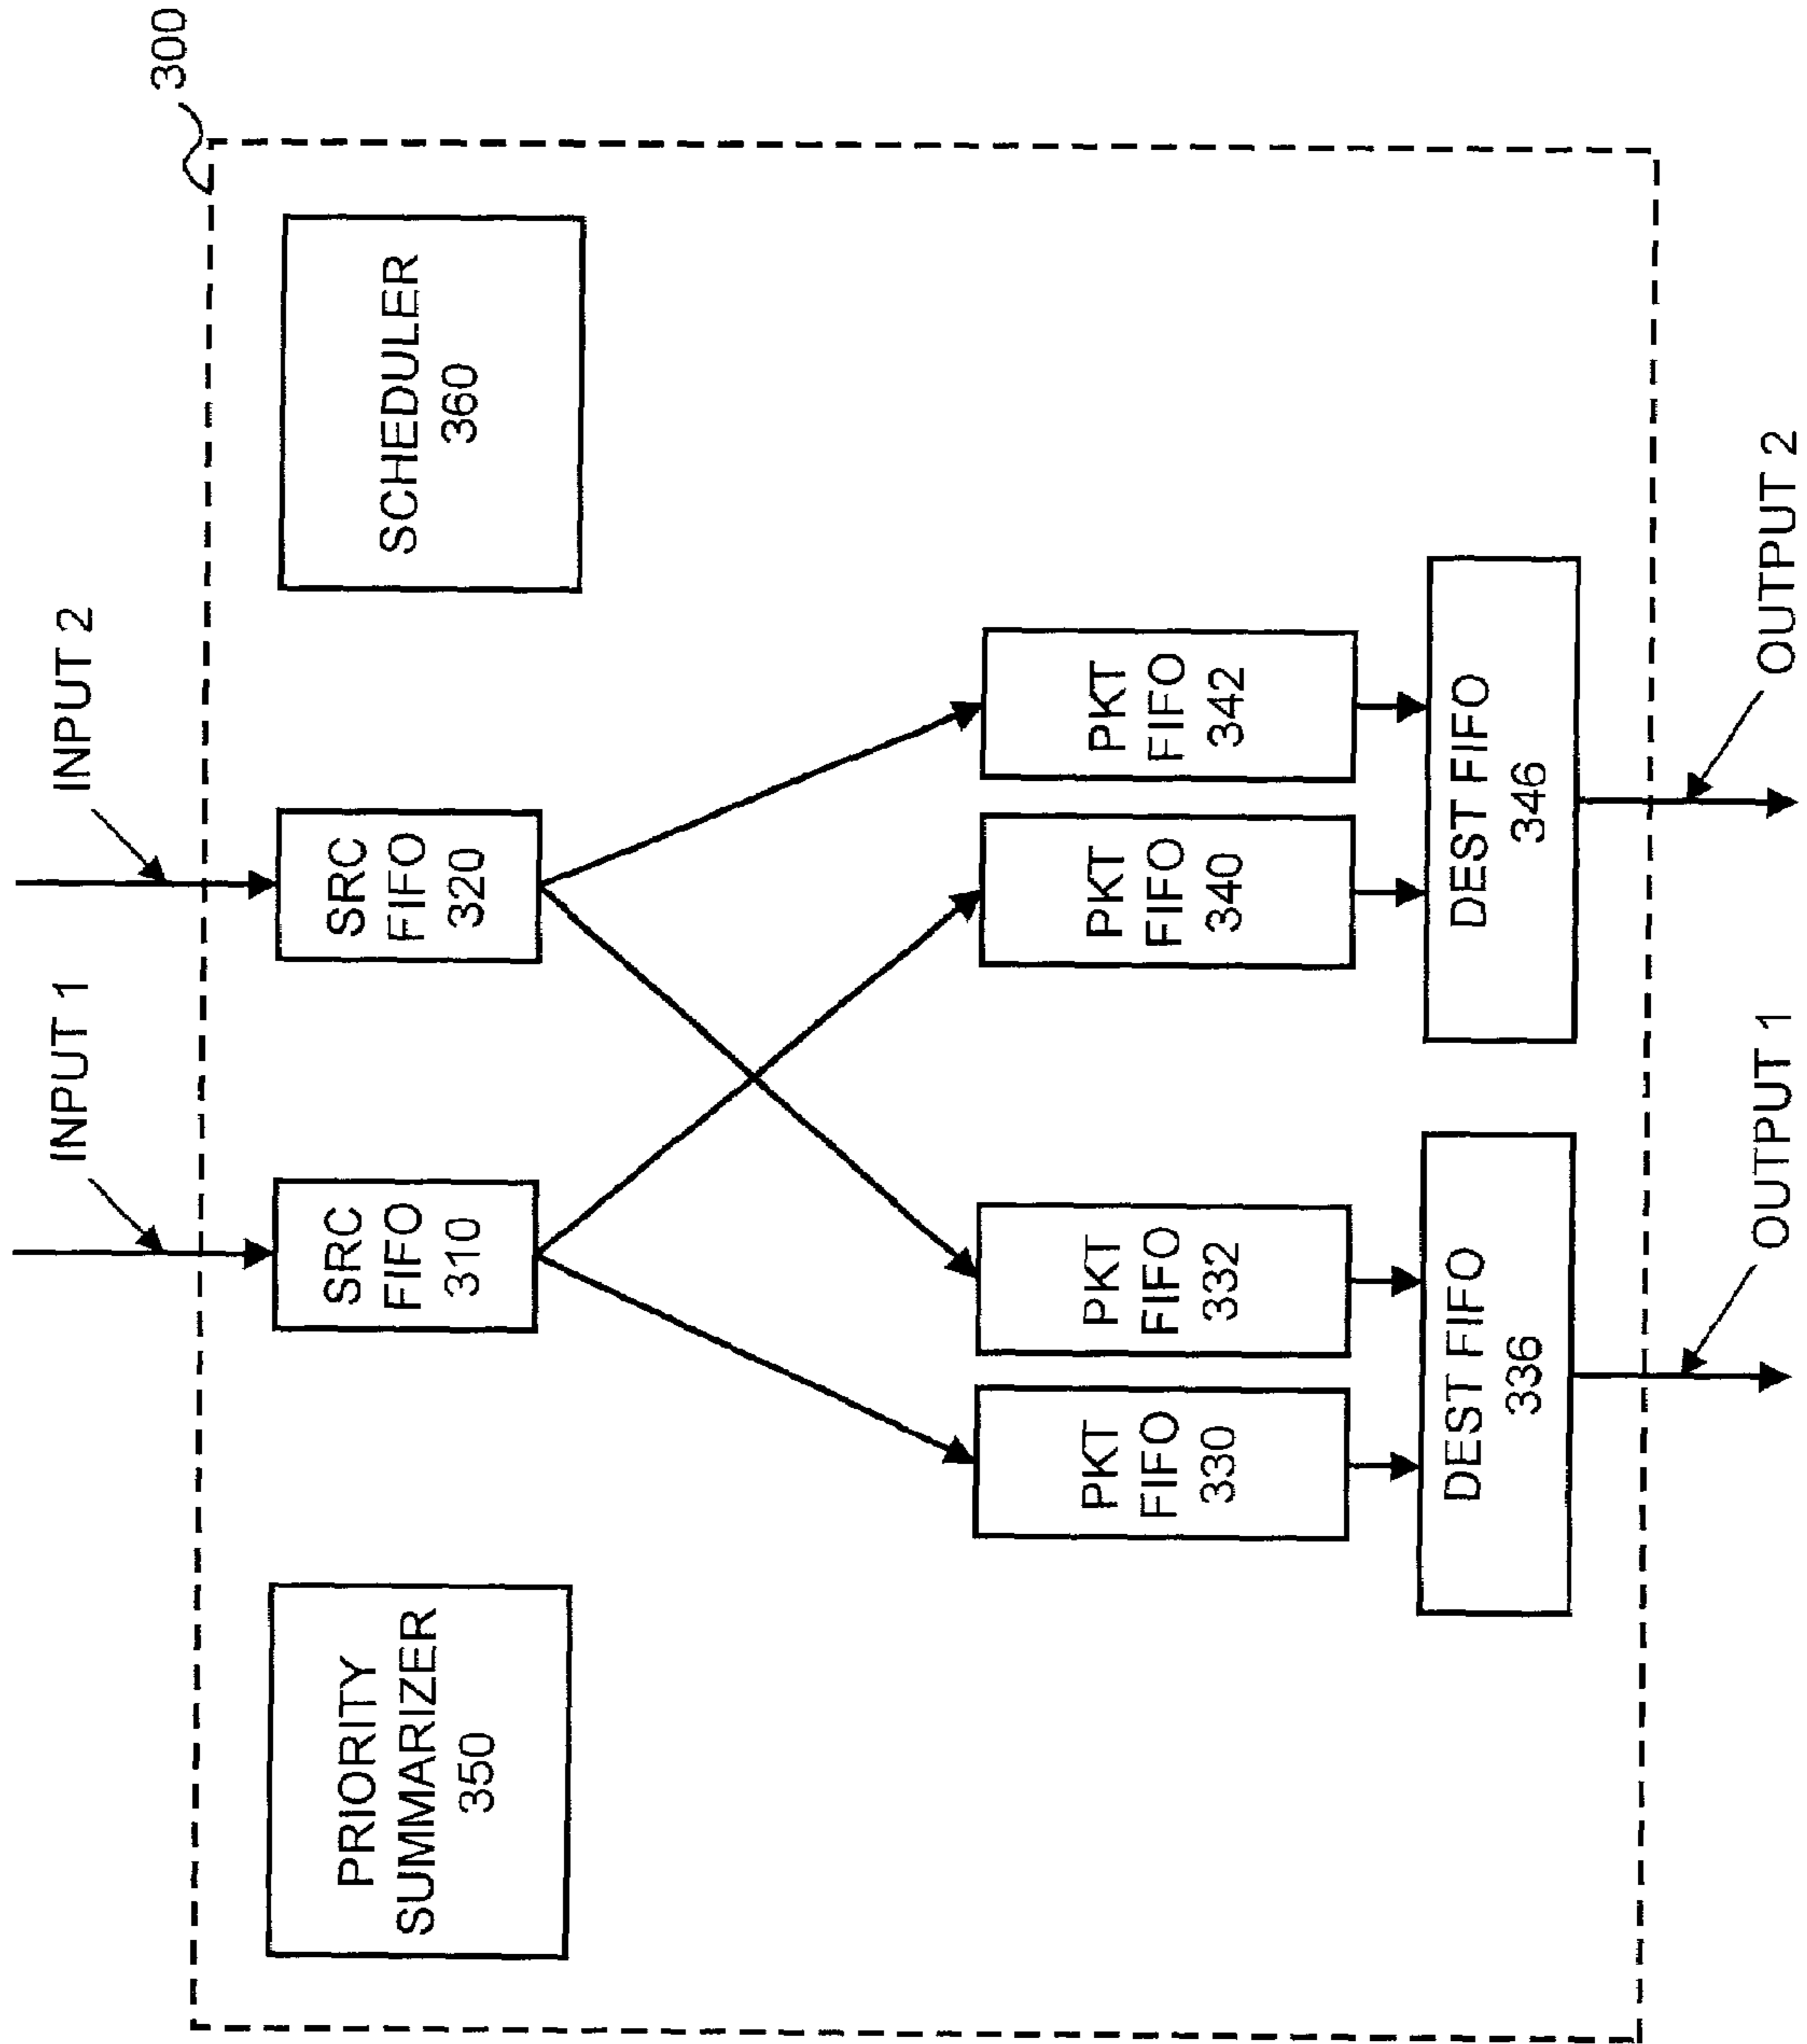 300
INPUT 1
INPUT 2
PRIORITY
SUMMARIZER
350
SRC
FIFO
310
SRC
FIFO
320
SCHEDULER
360
PKT
FIFO
330
PKT
FIFO
332
PKT
FIFO
340
PKT
FIFO
342
DEST FIFO
336
DEST FIFO
346
OUTPUT 1
OUTPUT 2